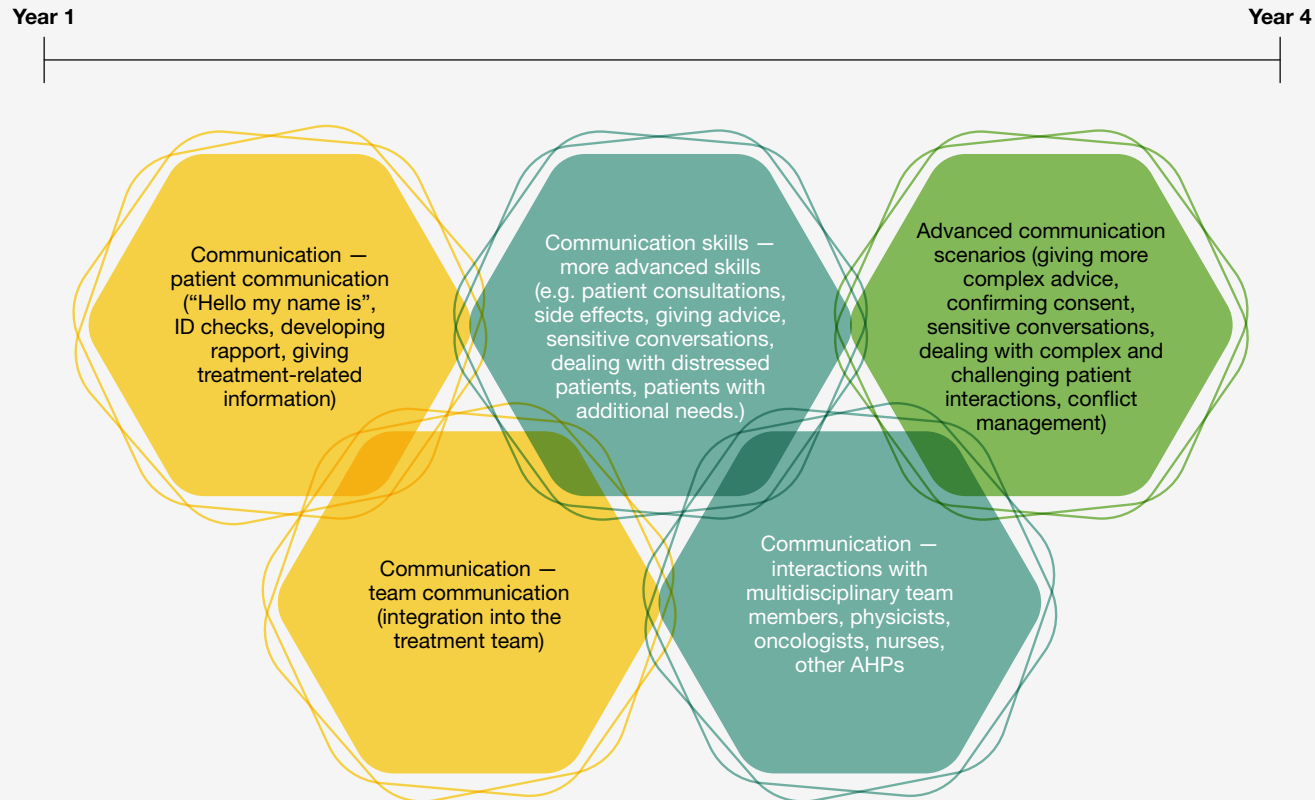 Year 1
Year 4
Communication —
patient communication
(“Hello my name is”,
ID checks, developing
rapport, giving
treatment-related
information)
Communication skills —
more advanced skills
(e.g. patient consultations,
side effects, giving advice,
sensitive conversations,
dealing with distressed
patients, patients with
additional needs.)
Advanced communication
scenarios (giving more
complex advice,
confirming consent,
sensitive conversations,
dealing with complex and
challenging patient
interactions, conflict
management)
Communication —
team communication
(integration into the
treatment team)
Communication —
interactions with
multidisciplinary team
members, physicists,
oncologists, nurses,
other AHPs